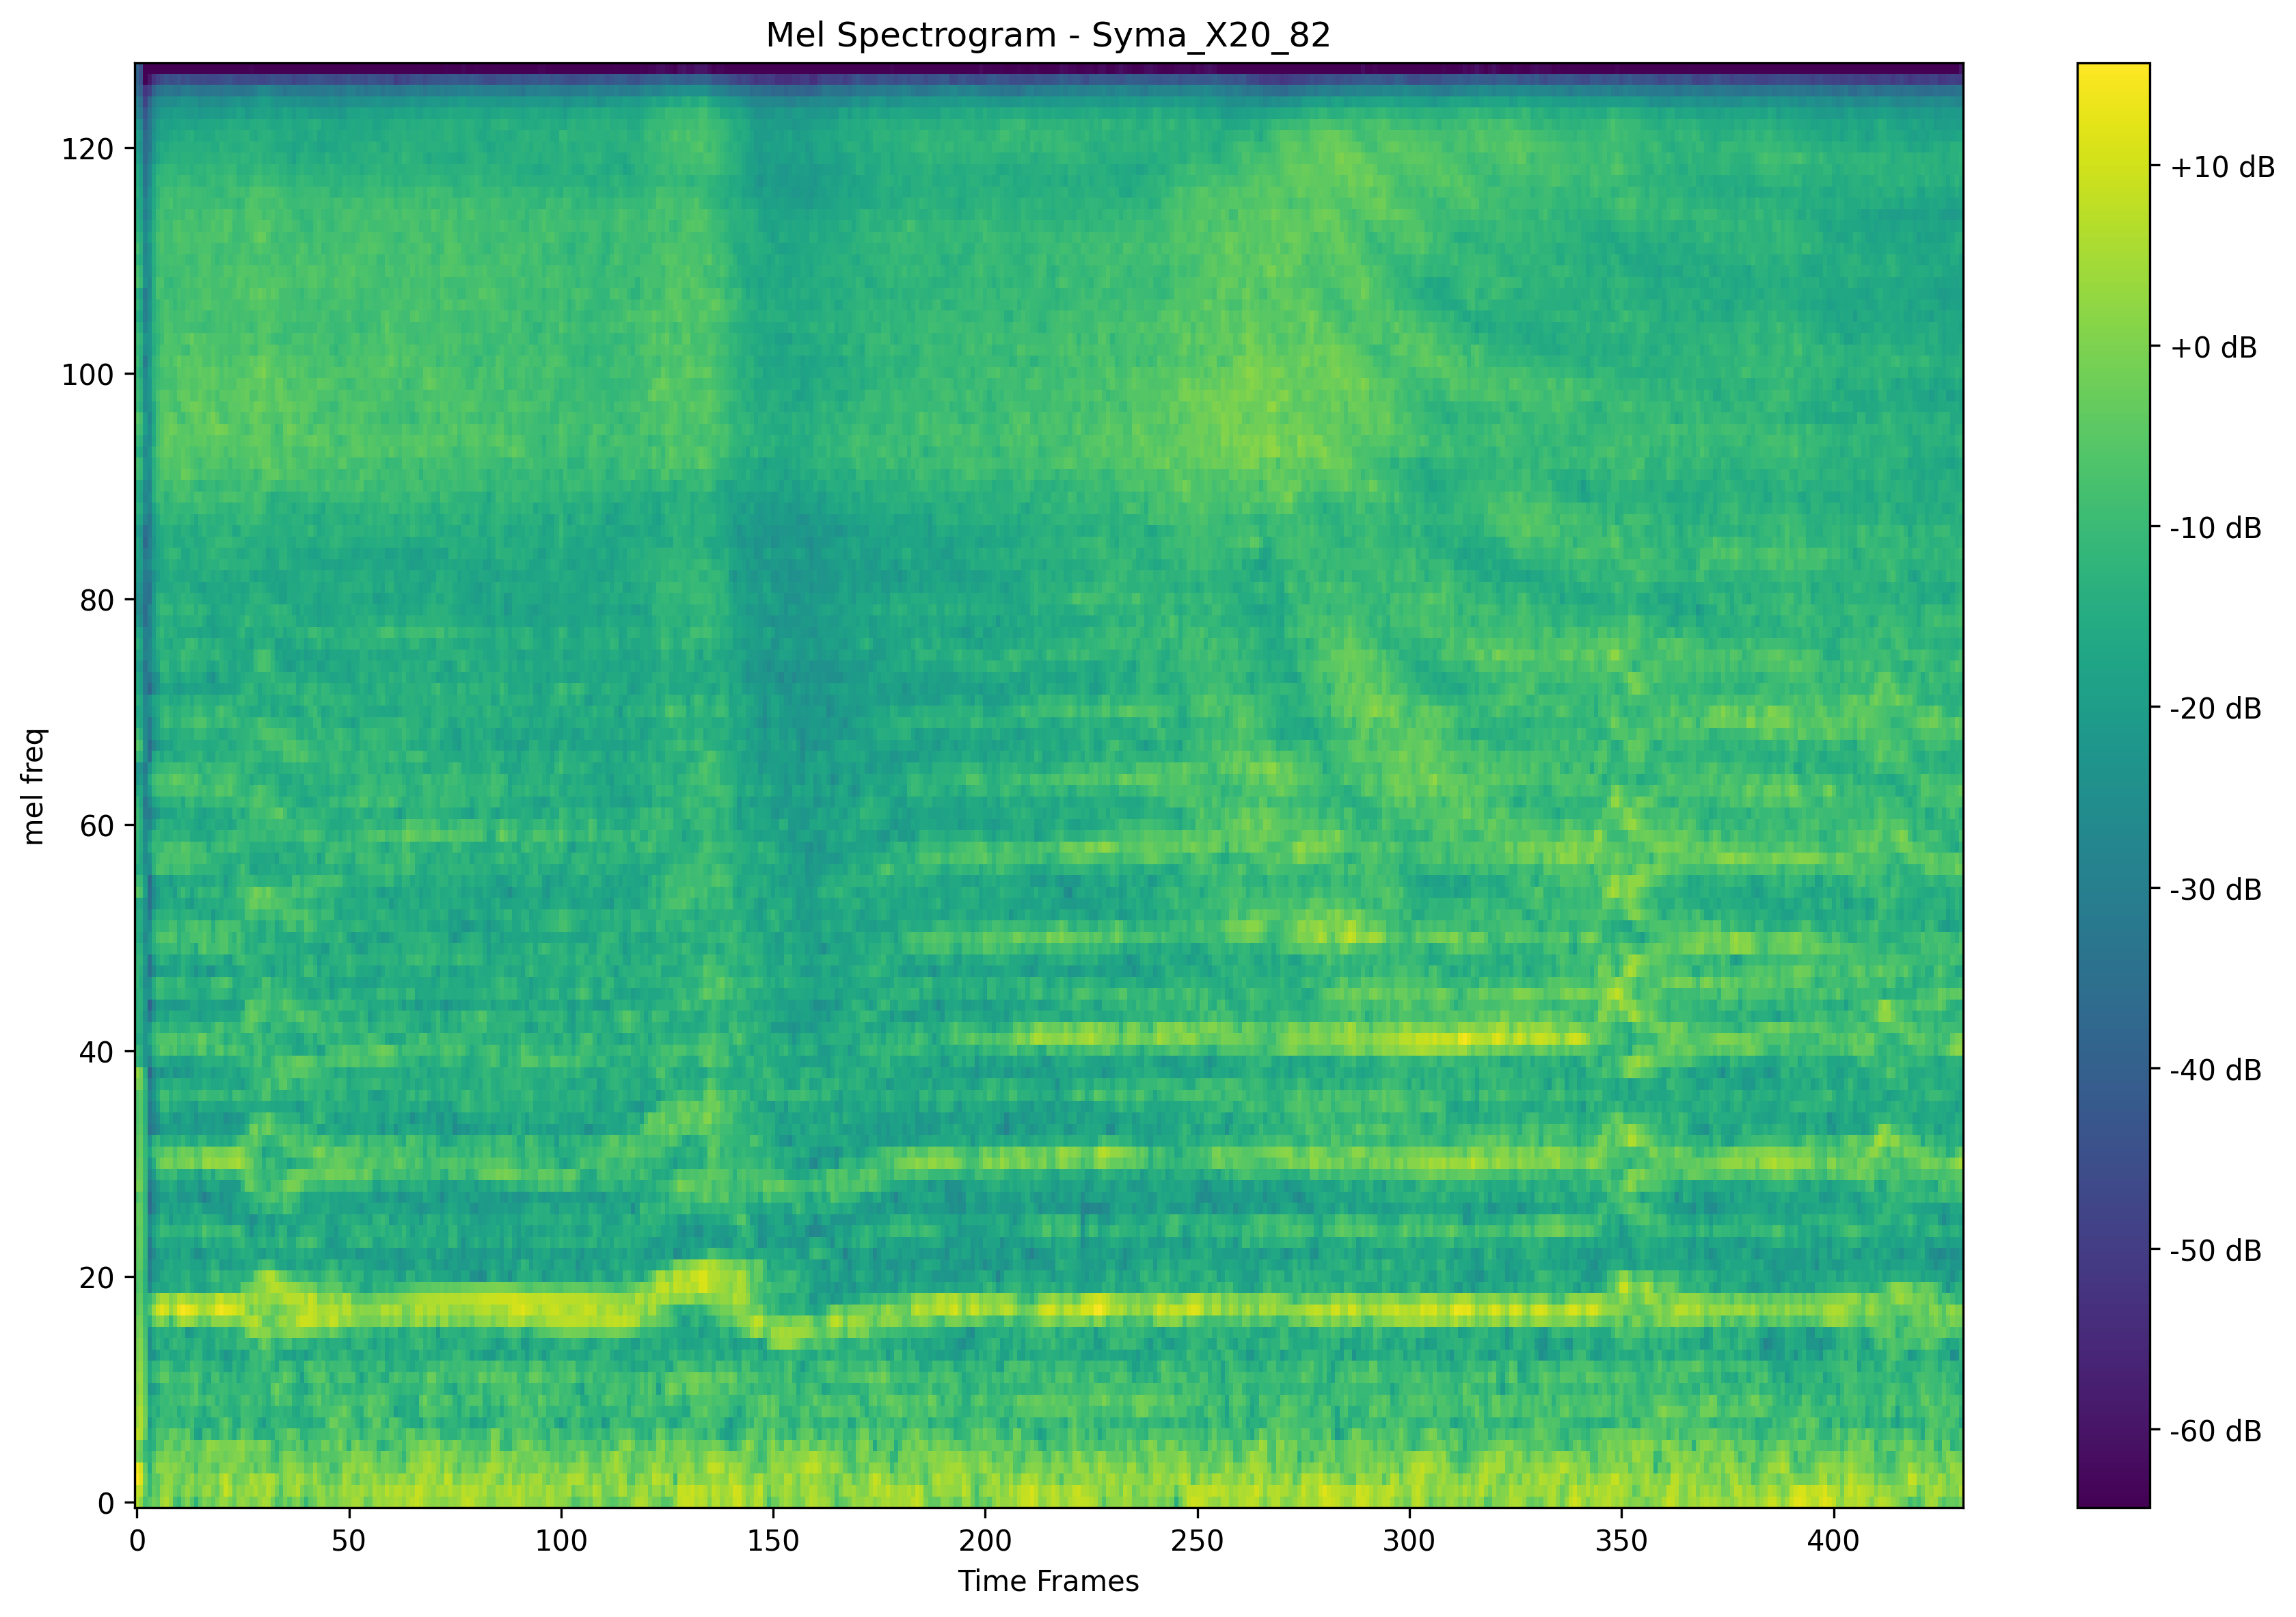 Mel Spectrogram - Syma_X20_82
mel freq
120
100
80
60
40
20
0
0 50 100 150 200 250 300 350 400
Time Frames
+10 dB
+0 dB
-10 dB
-20 dB
-30 dB
-40 dB
-50 dB
-60 dB